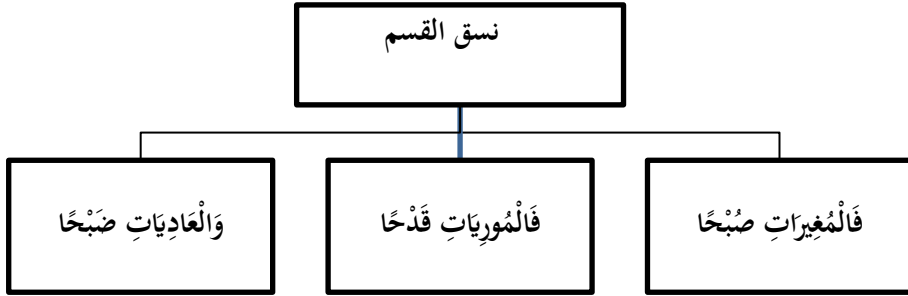 نسق القسم
فَالْمُغِيرَاتِ صُبْحًا
فَالْمُورِيَاتِ قَدْحًا
وَالْعَادِيَاتِ ضَبْحًا